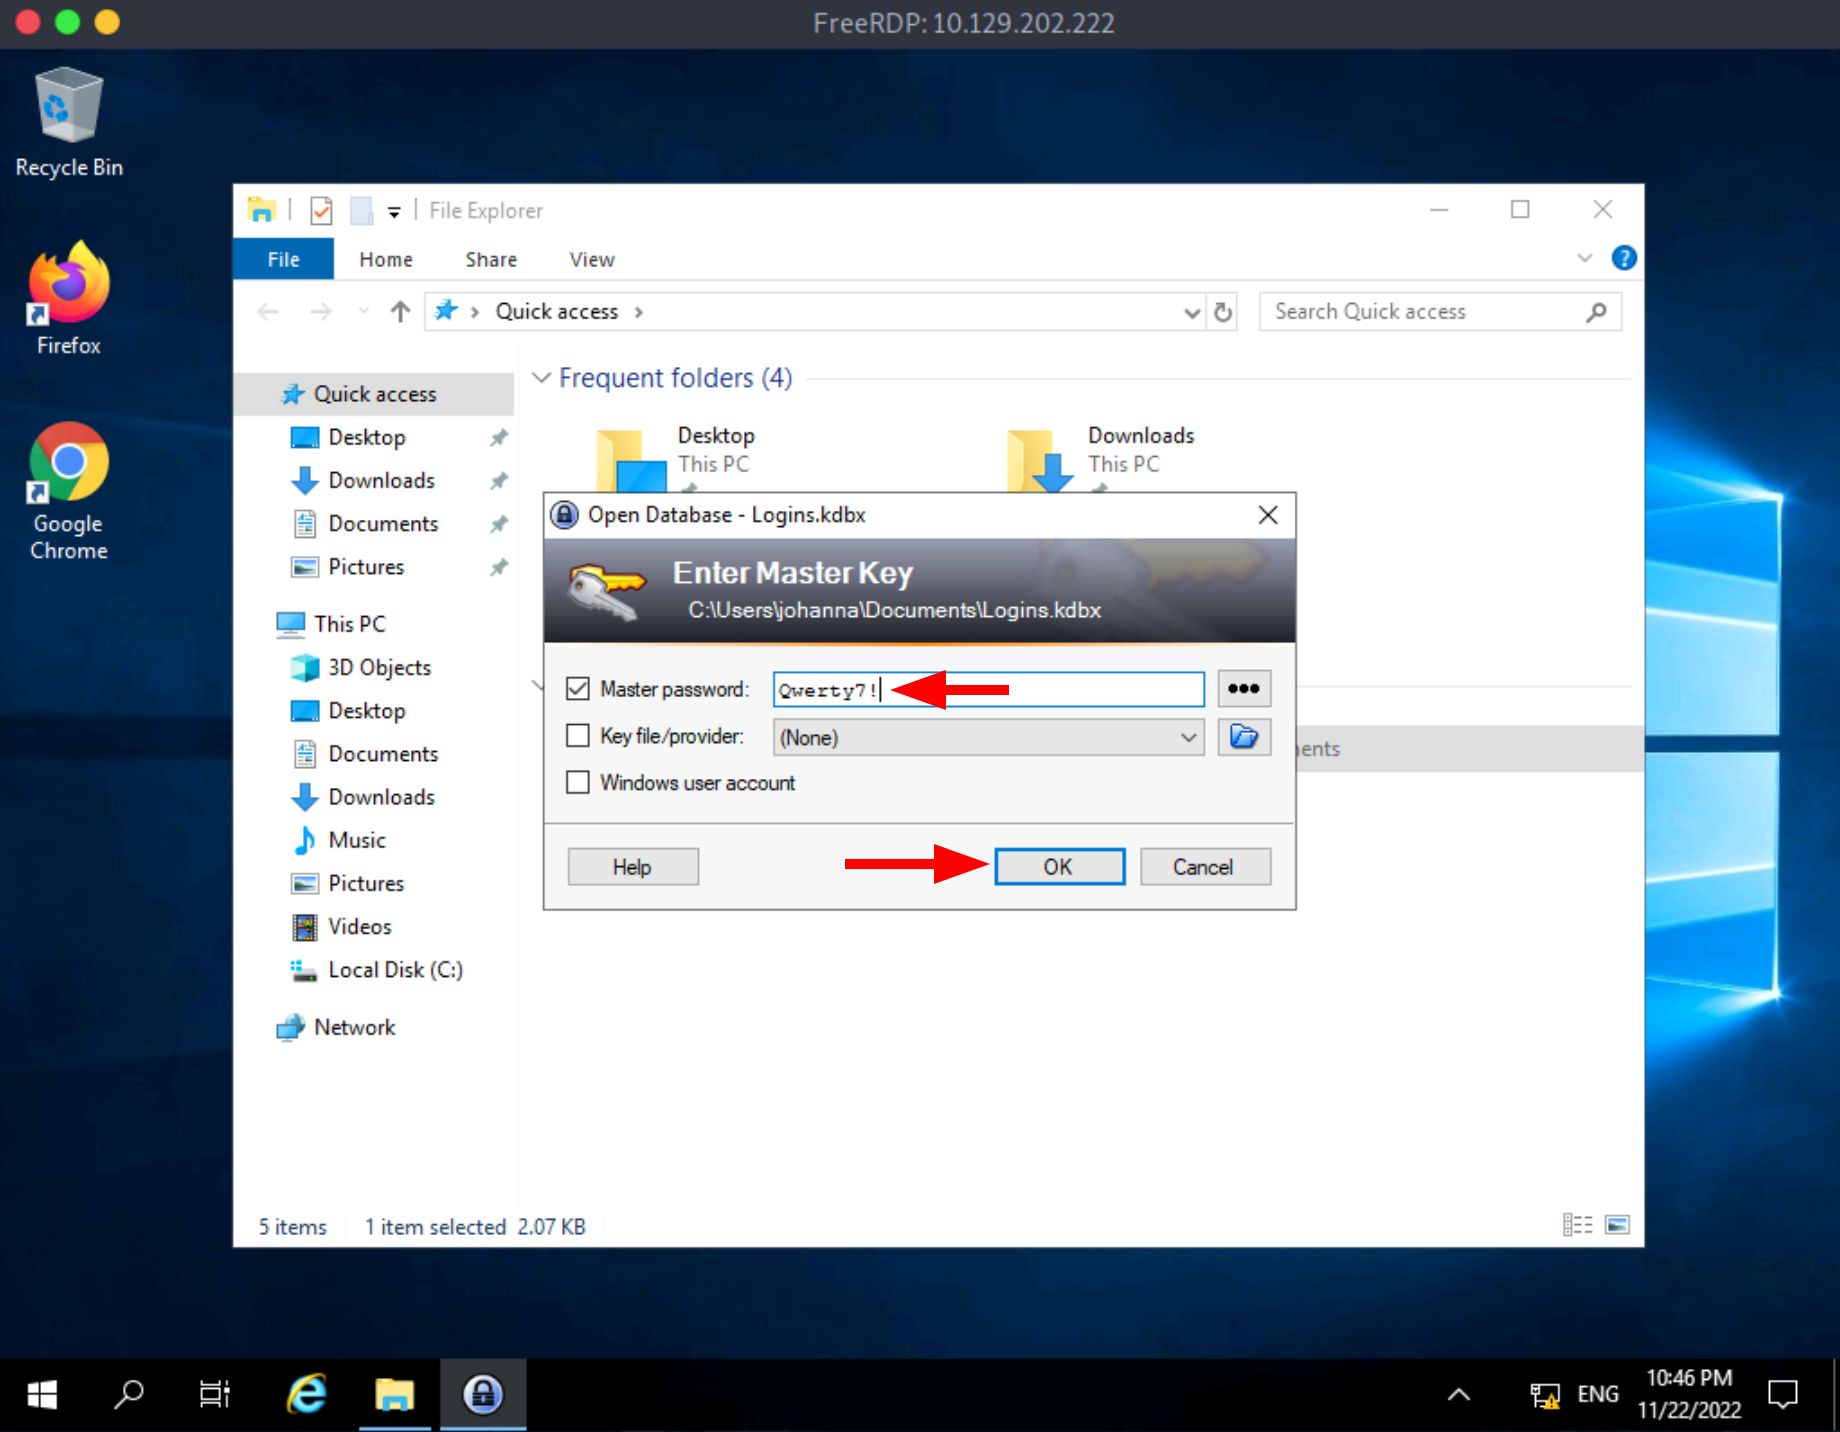 FreeRDP: 10.129.202.222
Recycle Bin
Firefox
Google
Chrome
File Explorer
File Home Share View
Quick access
Search Quick access
Quick access
Desktop
Downloads
Documents
Pictures
This PC
3D Objects
Desktop
Documents
Downloads
Music
Pictures
Videos
Local Disk (C:)
Network
Frequent folders (4)
Desktop
This PC
Downloads
This PC
Open Database - Logins.kdbx
Enter Master Key
C:\Users\johanna\Documents\Logins.kdbx
Master password: Qwerty7!
Key file/provider: (None)
Windows user account
Help OK Cancel
5 items 1 item selected 2.07 KB
ENG
10:46 PM
11/22/2022